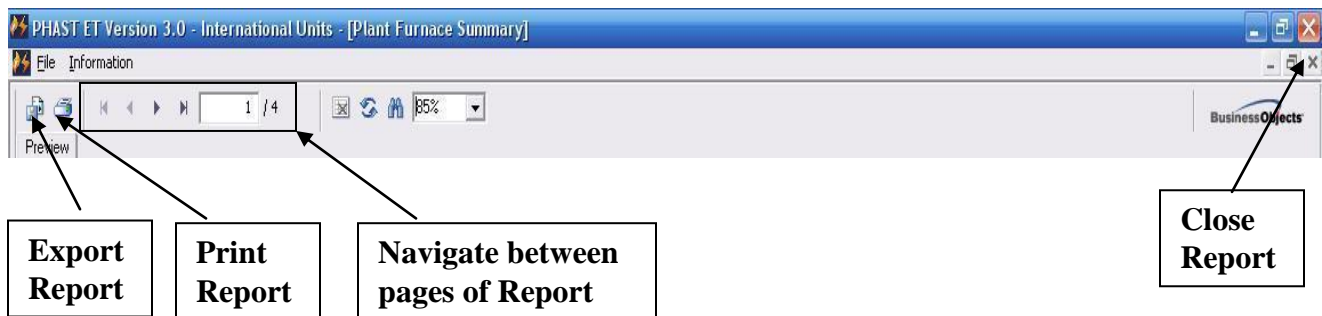 PHAST ET Version 3.0 - International Units - [Plant Furnace Summary]
File Information
1 / 4 85%
BusinessObjects
Preview
Export
Report
Print
Report
Navigate between
pages of Report
Close
Report